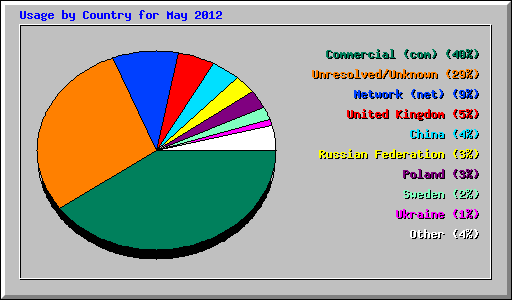 Usage by Country for May 2012
Commercial (com) (40%)
Unresolved/Unknown (29%)
Network (net) (9%)
United Kingdom (5%)
China (4%)
Russian Federation (3%)
Poland (3%)
Sweden (2%)
Ukraine (1%)
Other (4%)